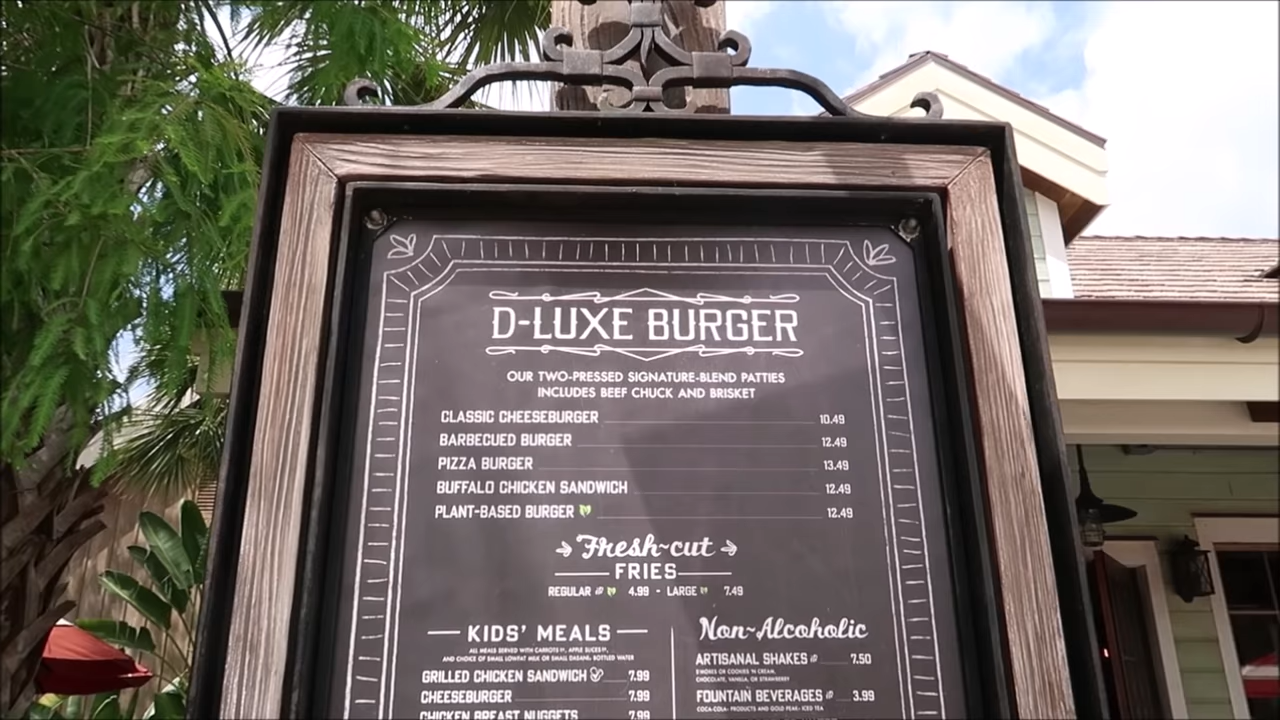 D-LUXE BURGER
OUR TWO-PRESSED SIGNATURE-BLEND PATTIES
INCLUDES BEEF CHUCK AND BRISKET
CLASSIC CHEESEBURGER 10.49
BARBECUED BURGER 12.49
PIZZA BURGER 13.49
BUFFALO CHICKEN SANDWICH 12.49
PLANT-BASED BURGER 12.49
Fresh-cut
FRIES
REGULAR 4.99 - LARGE 7.49
KIDS' MEALS
ALL MEALS SERVED WITH CARROTS, APPLE SLICES,
AND CHOICE OF SMALL LOWFAT MILK OR SMALL DASANI BOTTLED WATER
GRILLED CHICKEN SANDWICH 7.99
CHEESEBURGER 7.99
CHICKEN BREAST NUGGETS 7.99
Non-Alcoholic
ARTISANAL SHAKES 7.50
S'MORES OR COOKIES 'N CREAM,
CHOCOLATE, VANILLA, OR STRAWBERRY
FOUNTAIN BEVERAGES 3.99
COCA-COLA PRODUCTS AND GOLD PEAK ICED TEA